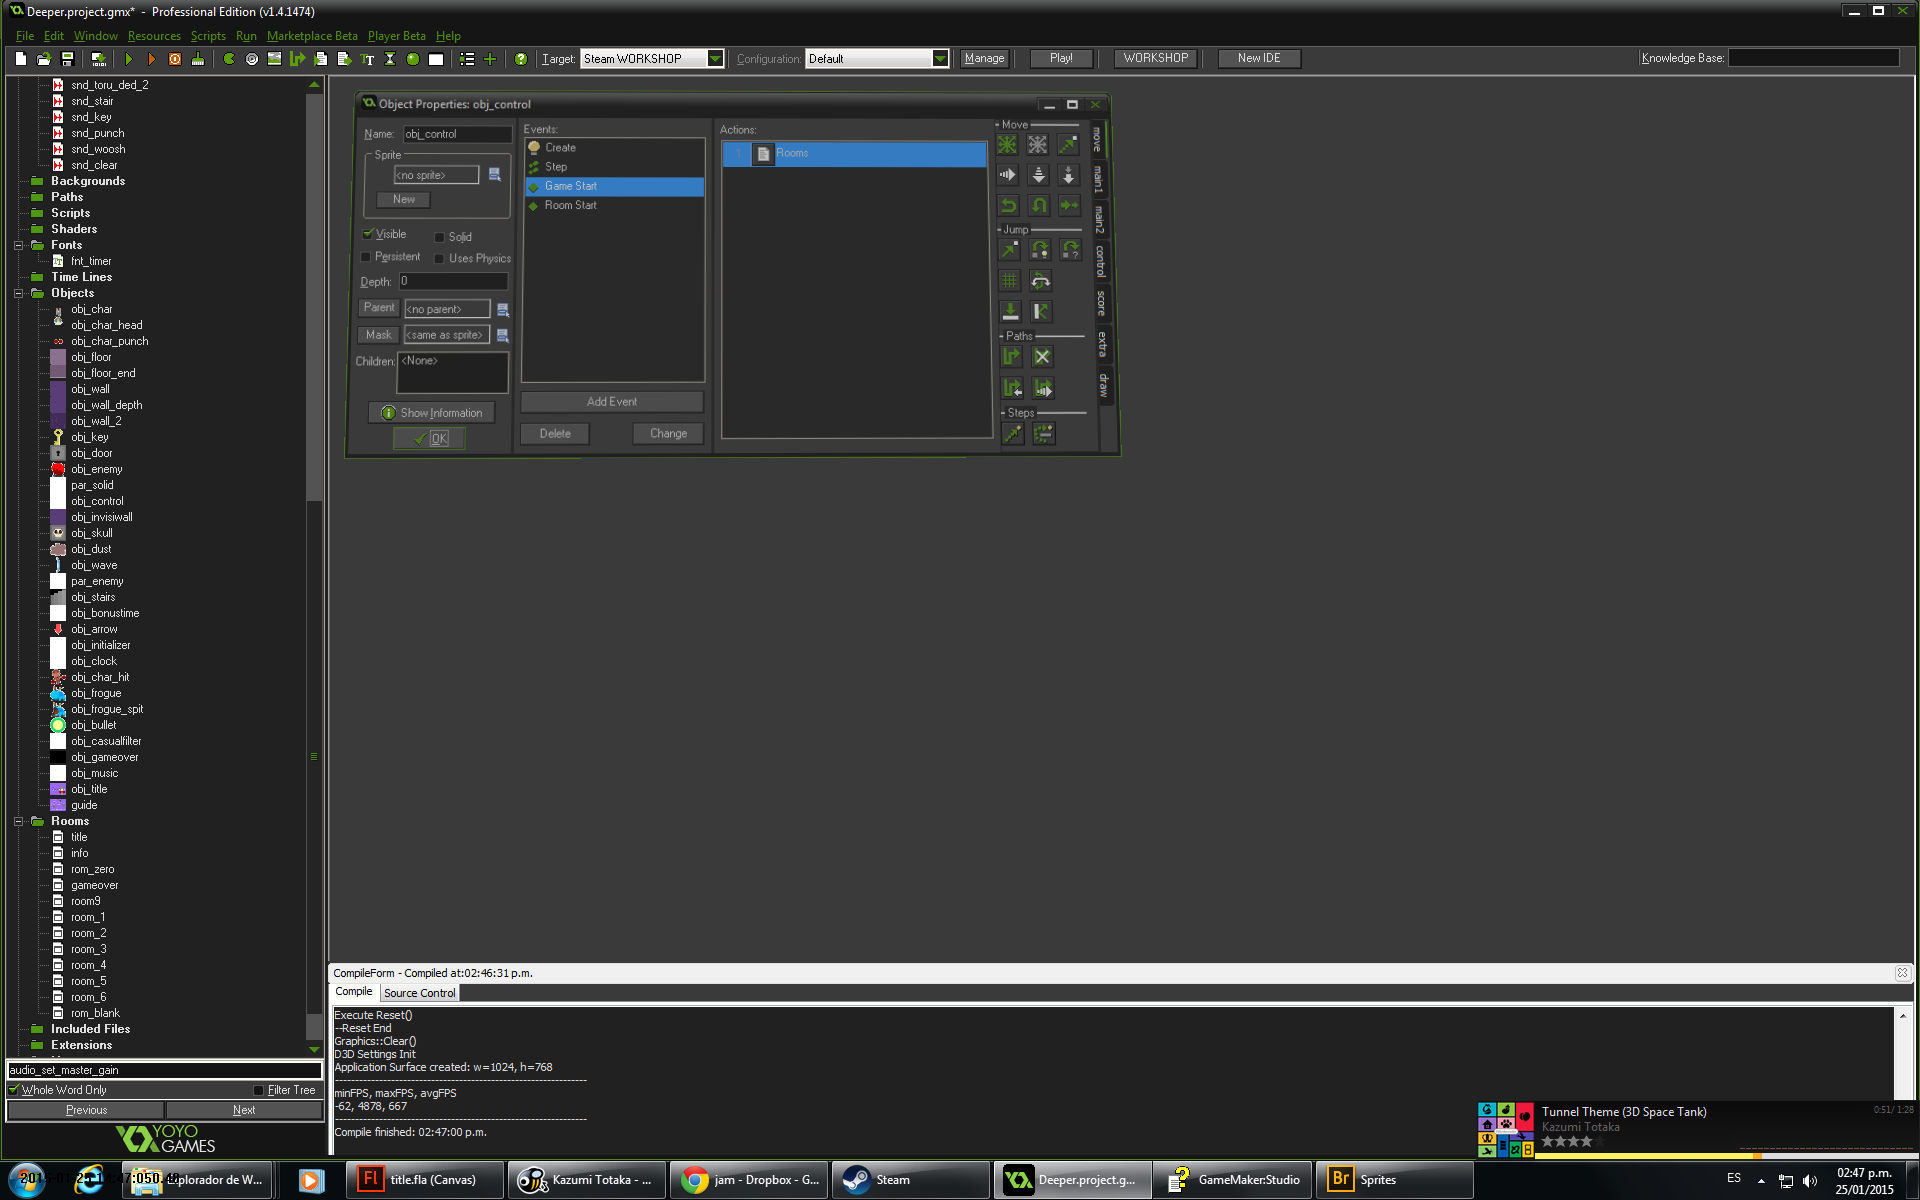 Deeper.project.gmx* - Professional Edition (v1.4.1474)
File Edit Window Resources Scripts Run Marketplace Beta Player Beta Help
Target: Steam WORKSHOP Configuration: Default Manage Play! WORKSHOP New IDE Knowledge Base:
snd_toru_ded_2
snd_stair
snd_key
snd_punch
snd_woosh
snd_clear
Backgrounds
Paths
Scripts
Shaders
Fonts
fnt_timer
Time Lines
Objects
obj_char
obj_char_head
obj_char_punch
obj_floor
obj_floor_end
obj_wall
obj_wall_depth
obj_wall_2
obj_key
obj_door
obj_enemy
par_solid
obj_control
obj_invisiwall
obj_skull
obj_dust
obj_wave
par_enemy
obj_stairs
obj_bonustime
obj_arrow
obj_initializer
obj_clock
obj_char_hit
obj_frogue
obj_frogue_spit
obj_bullet
obj_casualfilter
obj_gameover
obj_music
obj_title
guide
Rooms
title
info
rom_zero
gameover
room9
room_1
room_2
room_3
room_4
room_5
room_6
rom_blank
Included Files
Extensions
audio_set_master_gain
Whole Word Only Filter Tree
Previous Next
YOYO
GAMES
Object Properties: obj_control
Name: obj_control
Sprite
<no sprite>
New
Visible Solid
Persistent Uses Physics
Depth: 0
Parent <no parent>
Mask <same as sprite>
Children: <None>
Show Information
OK
Events:
Create
Step
Game Start
Room Start
Add Event
Delete Change
Actions:
1 Rooms
Move
Jump
Paths
Steps
move
main1
main2
control
score
extra
draw
CompileForm - Compiled at:02:46:31 p.m.
Compile Source Control
Execute Reset()
--Reset End
Graphics::Clear()
D3D Settings Init
Application Surface created: w=1024, h=768
minFPS, maxFPS, avgFPS
-62, 4878, 667
Compile finished: 02:47:00 p.m.
Tunnel Theme (3D Space Tank) 0:51/ 1:28
Kazumi Totaka
Explorador de W...
title.fla (Canvas)
Kazumi Totaka - ...
jam - Dropbox - G...
Steam
Deeper.project.g...
GameMaker:Studio
Sprites
ES
02:47 p.m.
25/01/2015